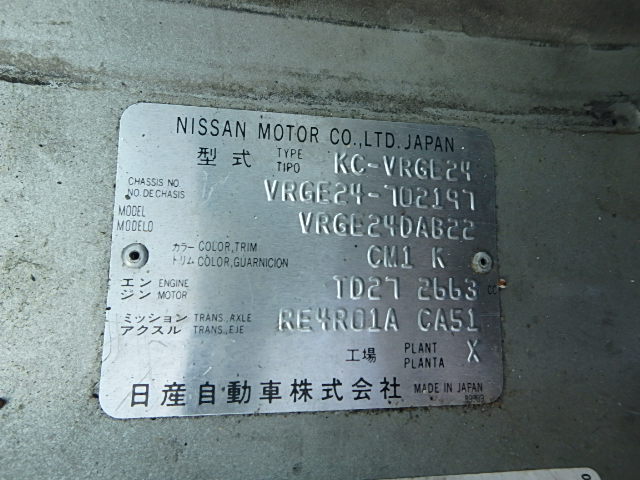 NISSAN MOTOR CO.,LTD. JAPAN
型式 TYPE TIPO KC-VRGE24
CHASSIS NO. NO. DE CHASIS VRGE24-702197
MODEL MODELO VRGE24DAB22
カラー COLOR, TRIM トリム COLOR, GUARNICION CM1 K
エンジン ENGINE MOTOR TD27 2663 CC
ミッション TRANS., AXLE アクスル TRANS., EJE RE4R01A CA51
工場 PLANT PLANTA X
日産自動車株式会社 MADE IN JAPAN